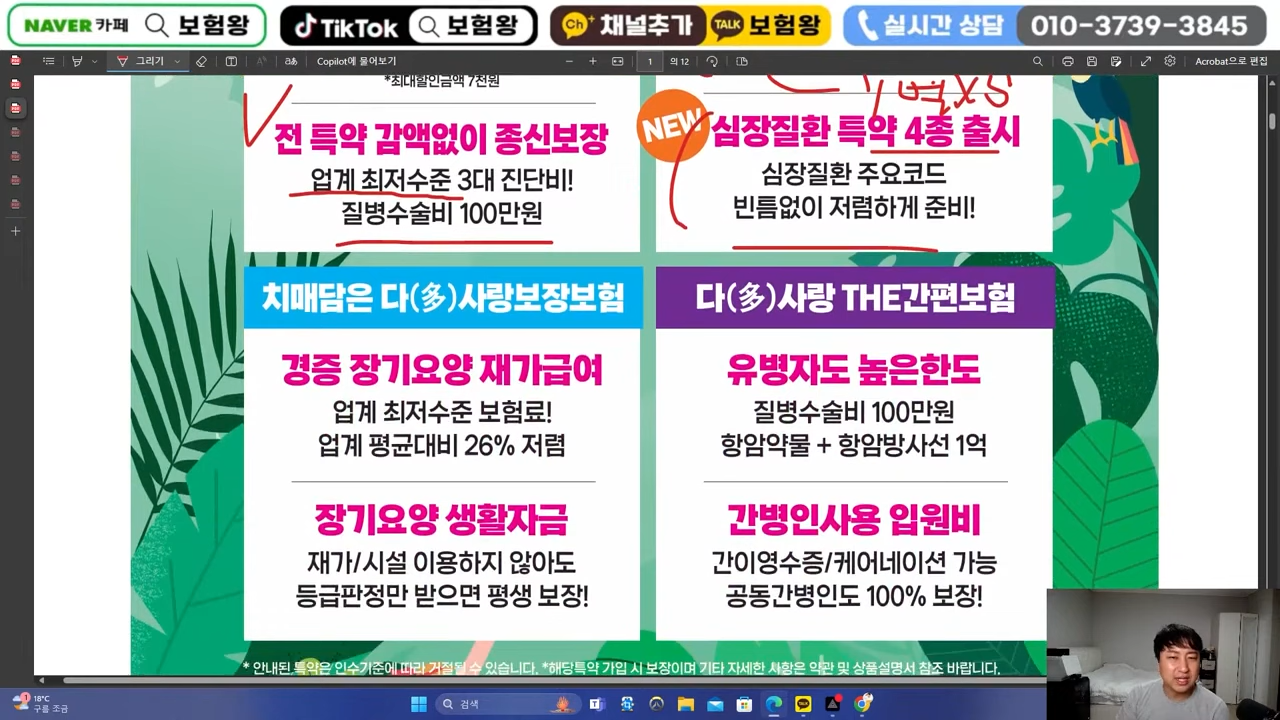 NAVER 카페 보험왕
TikTok 보험왕
Ch+ 채널추가 TALK 보험왕
실시간 상담 010-3739-3845
그리기
Copilot에 물어보기
1 의 12
Acrobat으로 편집
*최대할인금액 7천원
전 특약 감액없이 종신보장
업계 최저수준 3대 진단비!
질병수술비 100만원
NEW
심장질환 특약 4종 출시
심장질환 주요코드
빈틈없이 저렴하게 준비!
치매담은 다(多)사랑보장보험
경증 장기요양 재가급여
업계 최저수준 보험료!
업계 평균대비 26% 저렴
장기요양 생활자금
재가/시설 이용하지 않아도
등급판정만 받으면 평생 보장!
다(多)사랑 THE간편보험
유병자도 높은한도
질병수술비 100만원
항암약물 + 항암방사선 1억
간병인사용 입원비
간이영수증/케어네이션 가능
공동간병인도 100% 보장!
* 안내된 특약은 인수기준에 따라 거절될 수 있습니다. *해당특약 가입 시 보장이며 기타 자세한 사항은 약관 및 상품설명서 참조 바랍니다.
18°C
구름 조금
검색